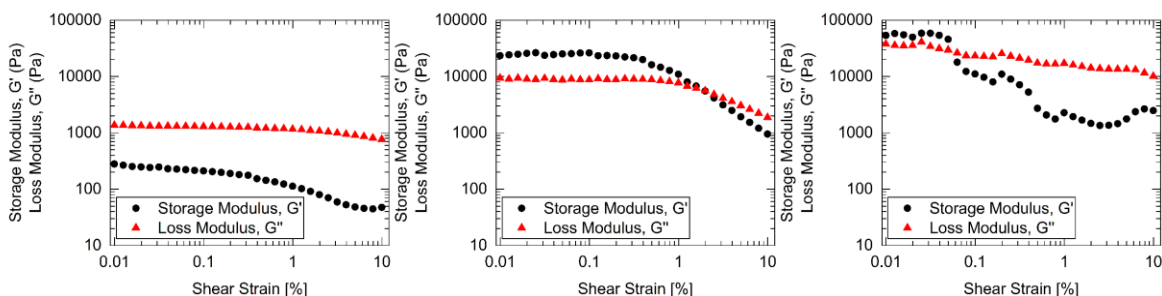 Storage Modulus, G' (Pa)
Loss Modulus, G" (Pa)
100000
10000
1000
100
10
Storage Modulus, G'
Loss Modulus, G"
0.01
0.1
1
10
Shear Strain [%]
Storage Modulus, G' (Pa)
Loss Modulus, G" (Pa)
100000
10000
1000
100
10
Storage Modulus, G'
Loss Modulus, G"
0.01
0.1
1
10
Shear Strain [%]
Storage Modulus, G' (Pa)
Loss Modulus, G" (Pa)
100000
10000
1000
100
10
Storage Modulus, G'
Loss Modulus, G"
0.01
0.1
1
10
Shear Strain [%]